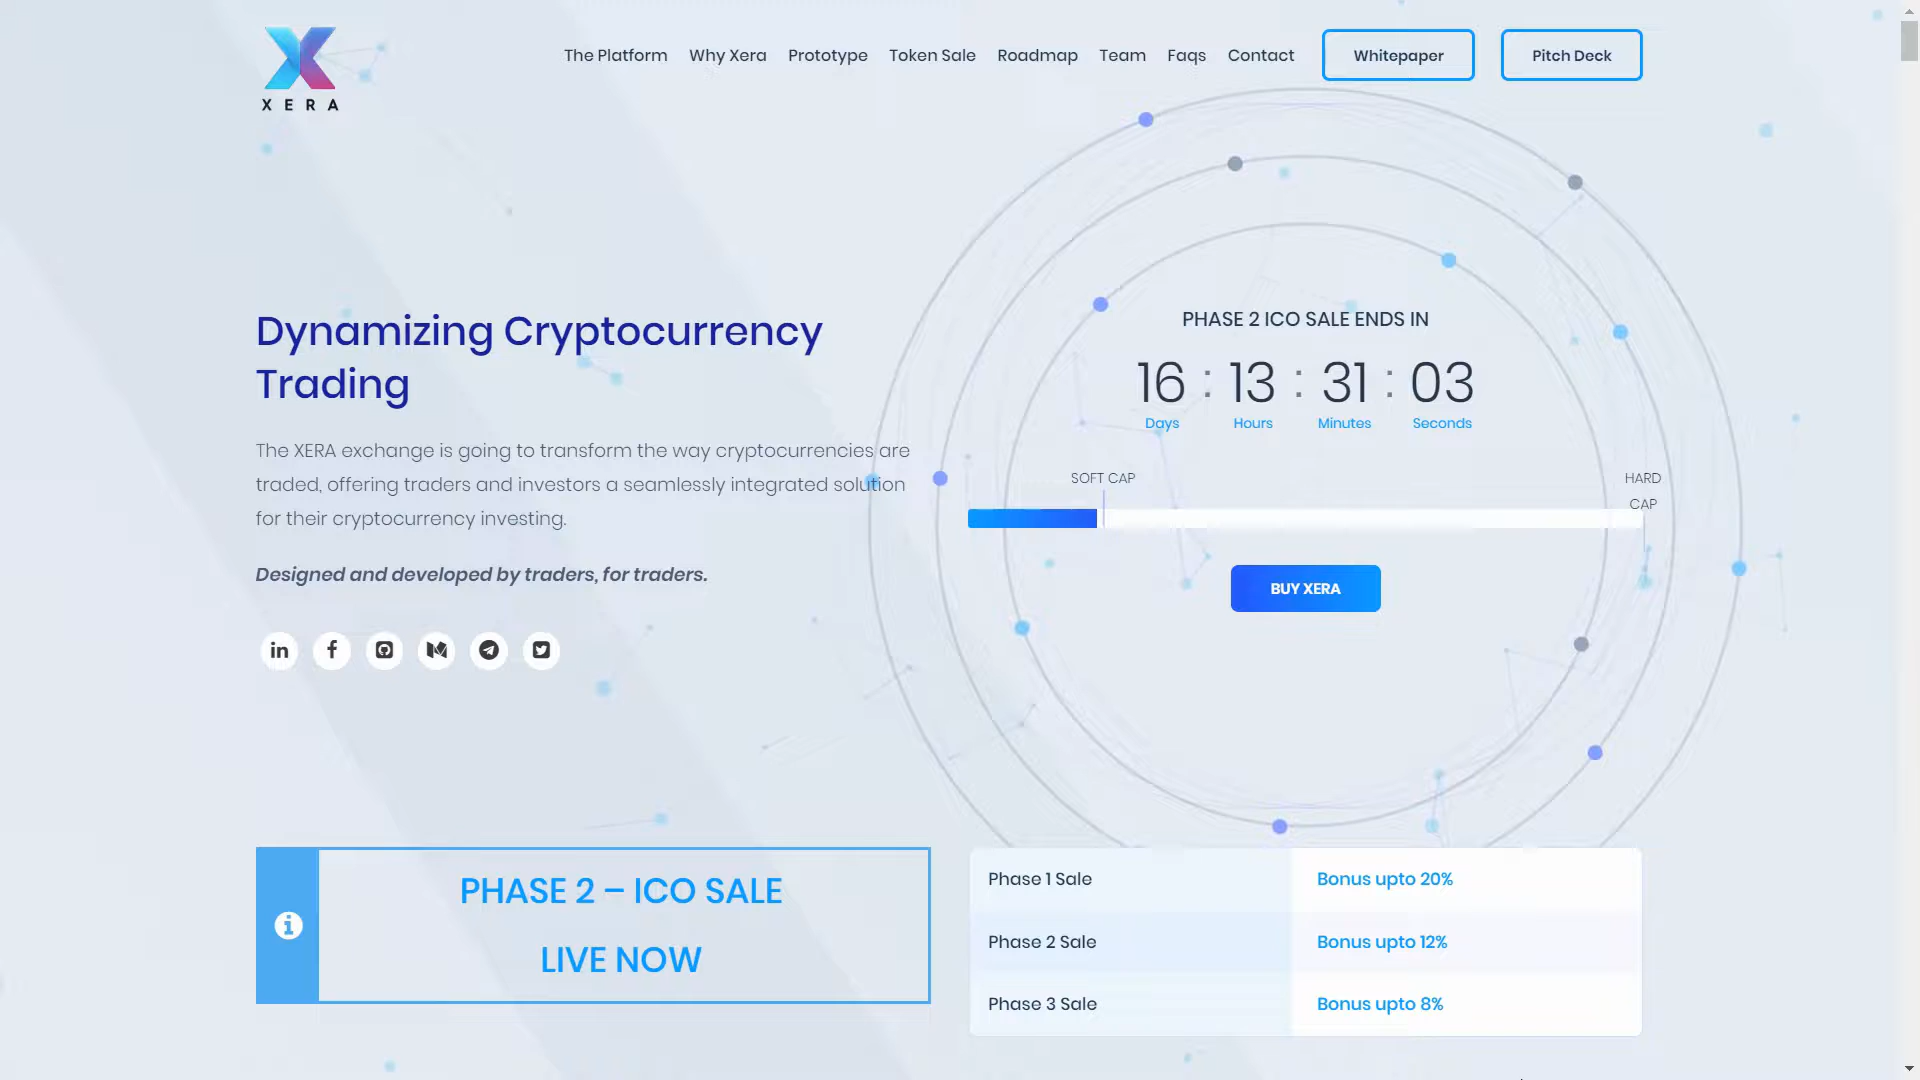 XERA
The Platform Why Xera Prototype Token Sale Roadmap Team Faqs Contact Whitepaper Pitch Deck
Dynamizing Cryptocurrency
Trading
The XERA exchange is going to transform the way cryptocurrencies are
traded, offering traders and investors a seamlessly integrated solution
for their cryptocurrency investing.
Designed and developed by traders, for traders.
PHASE 2 ICO SALE ENDS IN
16 : 13 : 31 : 03
Days Hours Minutes Seconds
SOFT CAP
HARD
CAP
BUY XERA
PHASE 2 – ICO SALE
LIVE NOW
Phase 1 Sale Bonus upto 20%
Phase 2 Sale Bonus upto 12%
Phase 3 Sale Bonus upto 8%